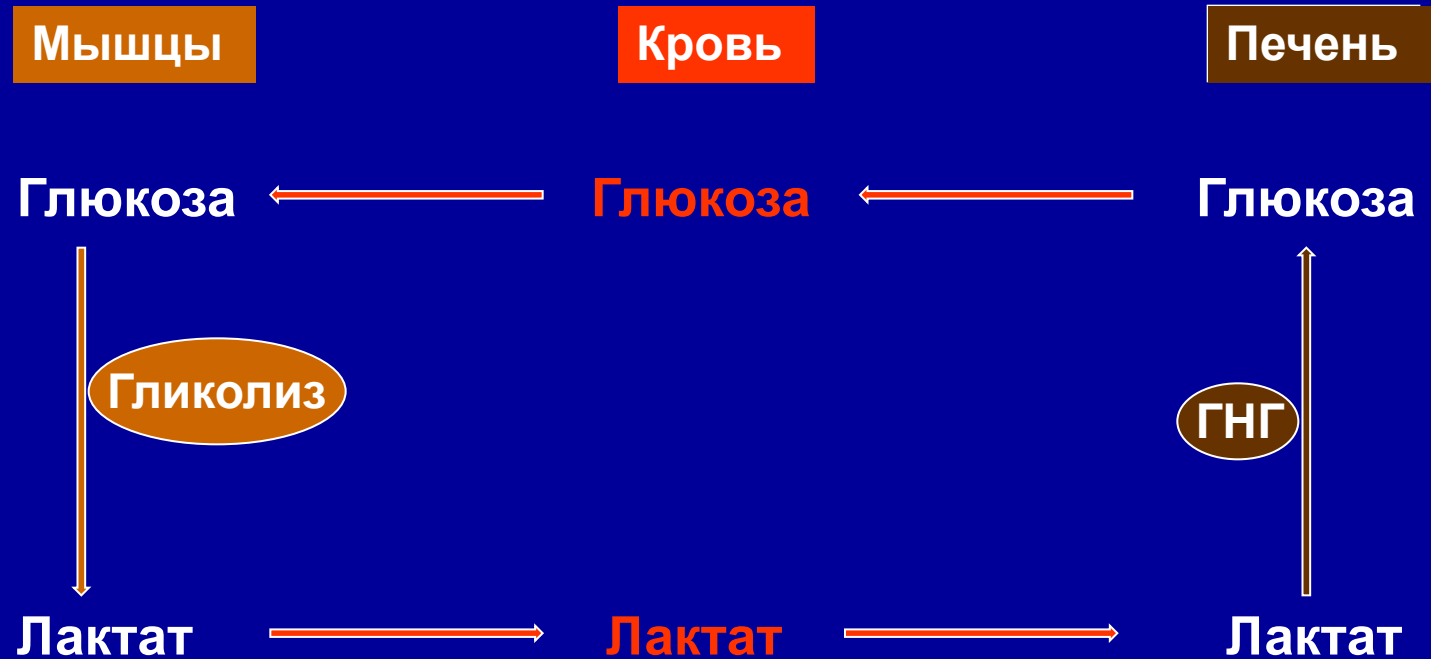 Мышцы Кровь Печень
Глюкоза Глюкоза Глюкоза
Гликолиз
ГНГ
Лактат Лактат Лактат